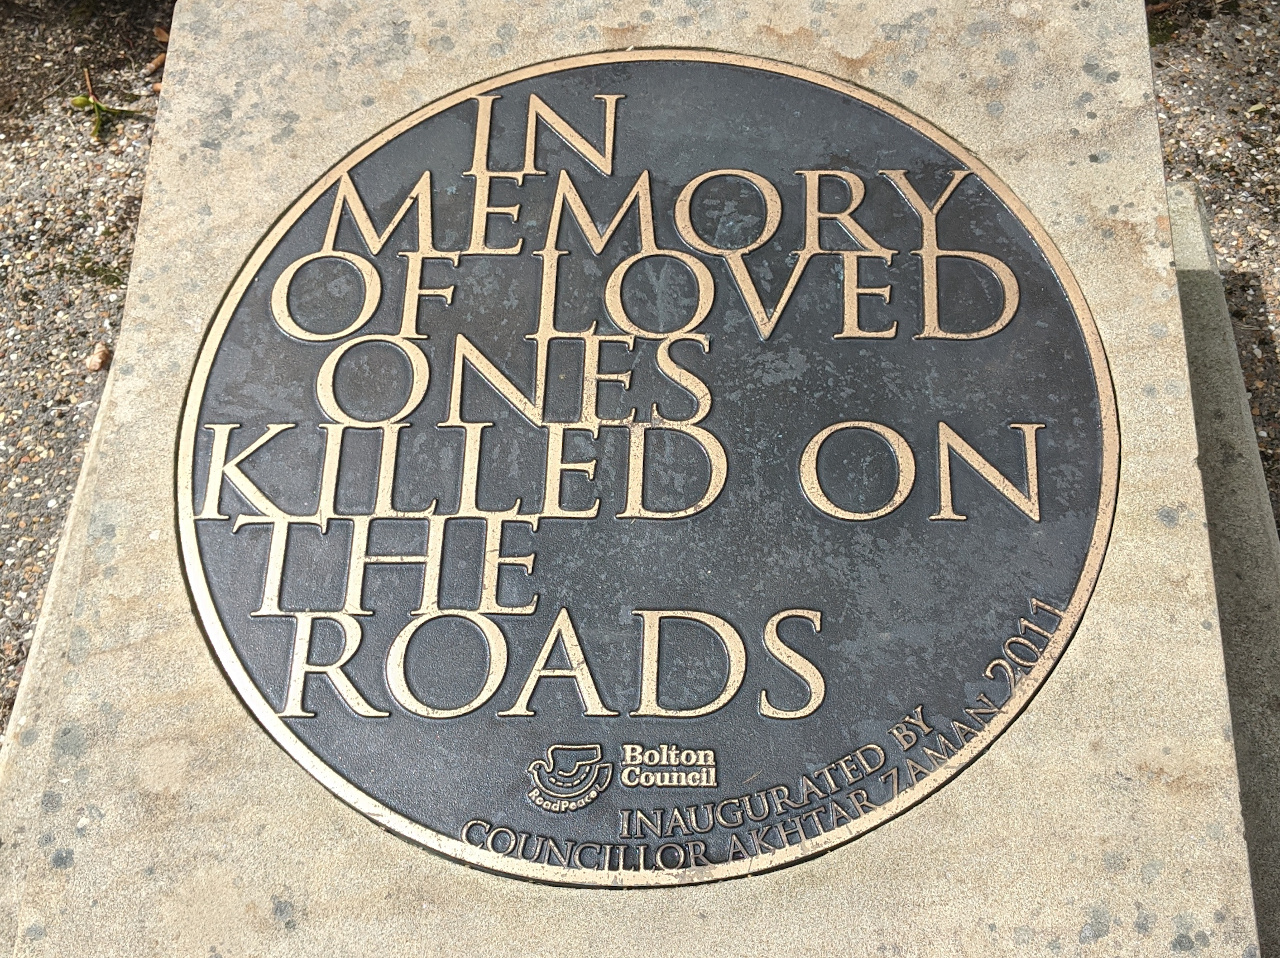 IN
MEMORY
OF LOVED
ONES
KILLED ON
THE
ROADS
RoadPeace
Bolton
Council
INAUGURATED BY
COUNCILLOR AKHTAR ZAMAN 2011